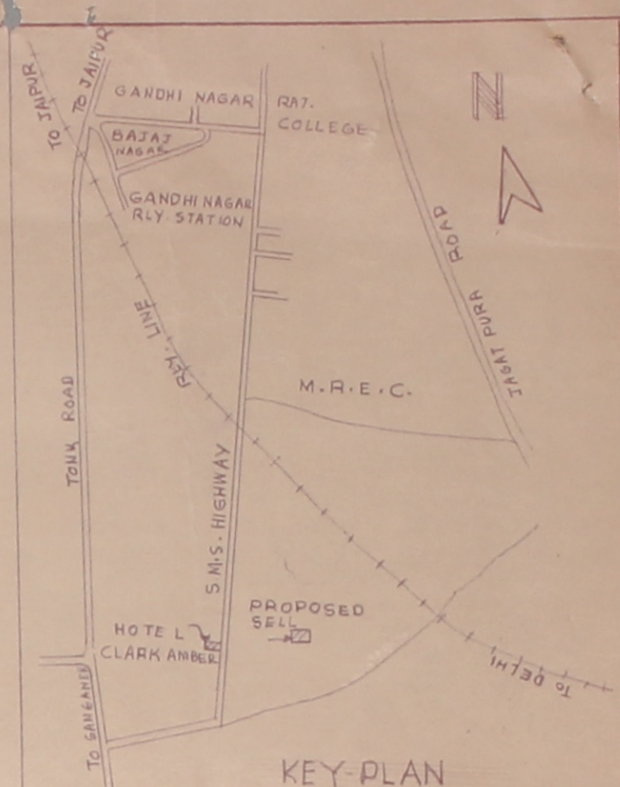 TO JAIPUR
TO JAIPUR
GANDHI NAGAR
RAJ.
COLLEGE
N
BAJAJ
NAGAR
GANDHI NAGAR
RLY. STATION
JAGAT PURA ROAD
RLY. LINE
M.R.E.C.
TONK ROAD
S.M.S. HIGHWAY
PROPOSED
SELL
HOTEL
CLARK AMBER
TO DELHI
TO SANGANER
KEY-PLAN